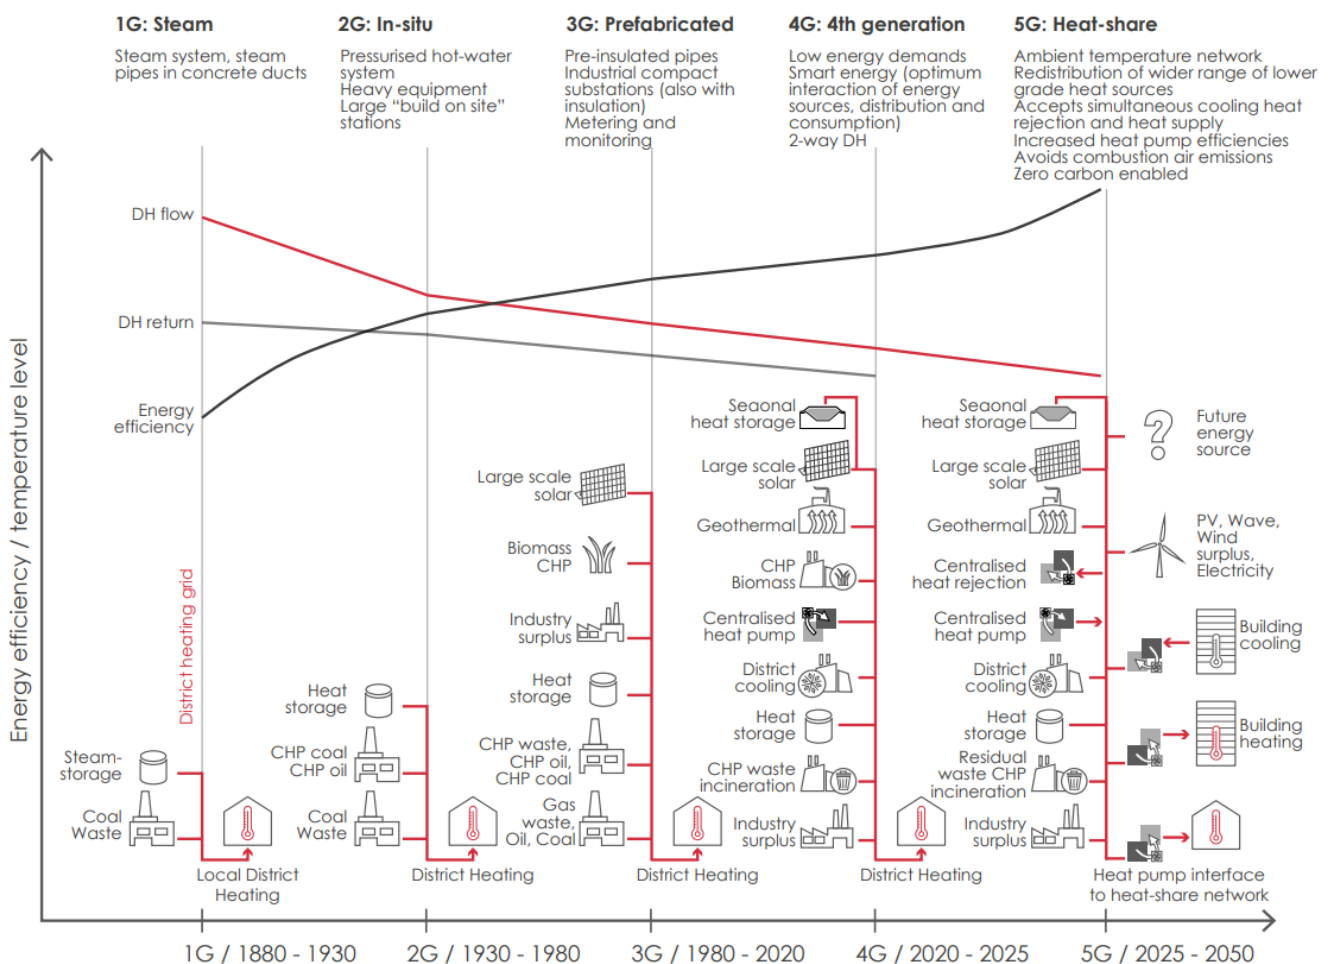 1G: Steam
Steam system, steam
pipes in concrete ducts
2G: In-situ
Pressurised hot-water
system
Heavy equipment
Large “build on site”
stations
3G: Prefabricated
Pre-insulated pipes
Industrial compact
substations (also with
insulation)
Metering and
monitoring
4G: 4th generation
Low energy demands
Smart energy (optimum
interaction of energy
sources, distribution and
consumption)
2-way DH
5G: Heat-share
Ambient temperature network
Redistribution of wider range of lower
grade heat sources
Accepts simultaneous cooling heat
rejection and heat supply
Increased heat pump efficiencies
Avoids combustion air emissions
Zero carbon enabled
Energy efficiency / temperature level
DH flow
DH return
Energy
efficiency
District heating grid
Steam-
storage
Coal
Waste
Local District
Heating
Heat
storage
CHP coal
CHP oil
Coal
Waste
District Heating
Large scale
solar
Biomass
CHP
Industry
surplus
Heat
storage
CHP waste,
CHP oil,
CHP coal
Gas
waste,
Oil, Coal
District Heating
Seaonal
heat storage
Large scale
solar
Geothermal
CHP
Biomass
Centralised
heat pump
District
cooling
Heat
storage
CHP waste
incineration
Industry
surplus
District Heating
Seaonal
heat storage
Large scale
solar
Geothermal
Centralised
heat rejection
Centralised
heat pump
District
cooling
Heat
storage
Residual
waste CHP
incineration
Industry
surplus
?
Future
energy
source
PV, Wave,
Wind
surplus,
Electricity
Building
cooling
Building
heating
Heat pump interface
to heat-share network
1G / 1880 - 1930
2G / 1930 - 1980
3G / 1980 - 2020
4G / 2020 - 2025
5G / 2025 - 2050